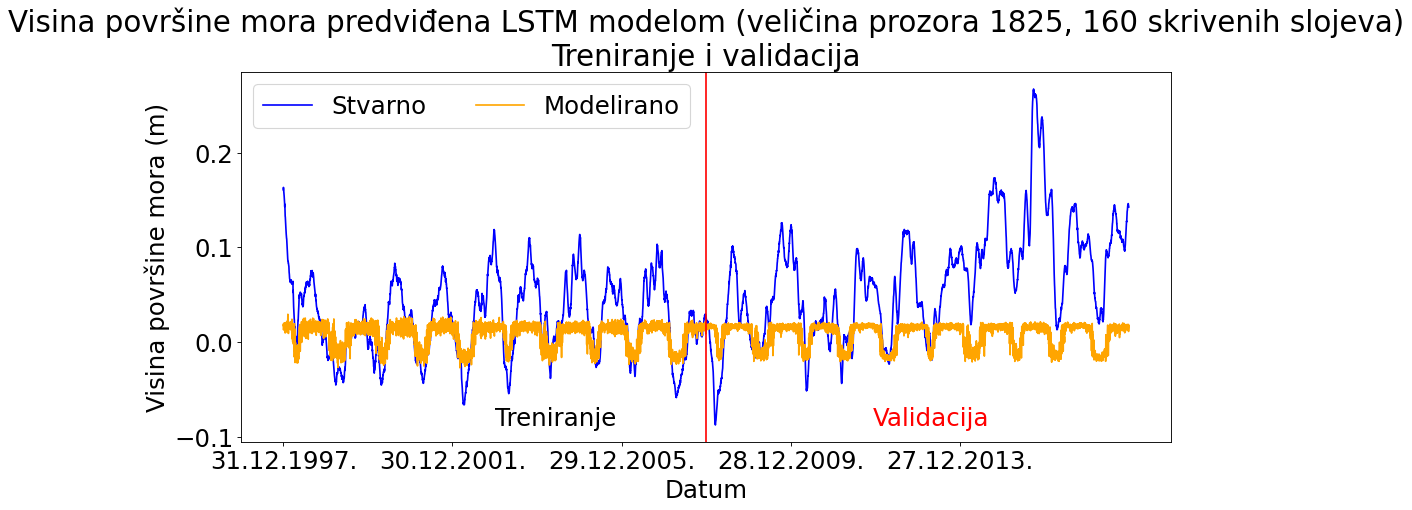 Visina površine mora predviđena LSTM modelom (veličina prozora 1825, 160 skrivenih slojeva)
Treniranje i validacija
Stvarno
Modelirano
Visina površine mora (m)
0.2
0.1
0.0
−0.1
Treniranje
Validacija
31.12.1997.
30.12.2001.
29.12.2005.
28.12.2009.
27.12.2013.
Datum